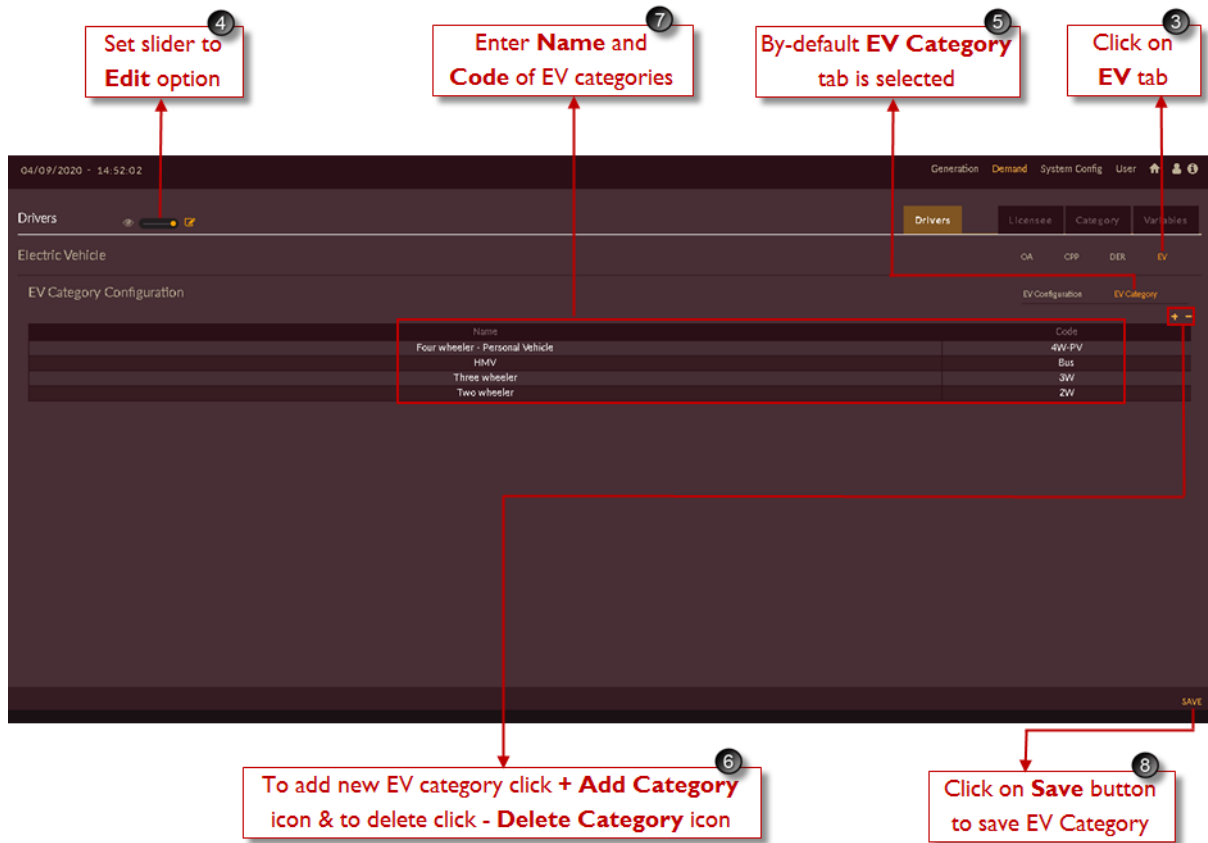 4
Set slider to
Edit option
7
Enter Name and
Code of EV categories
5
By-default EV Category
tab is selected
3
Click on
EV tab
04/09/2020 - 14:52:02
Generation Demand System Config User
Drivers
Drivers Licensee Category Variables
Electric Vehicle
OA CPP DER EV
EV Category Configuration
EV Configuration EV Category
+ -
Name Code
Four wheeler - Personal Vehicle 4W-PV
HMV Bus
Three wheeler 3W
Two wheeler 2W
SAVE
6
To add new EV category click + Add Category
icon & to delete click - Delete Category icon
8
Click on Save button
to save EV Category